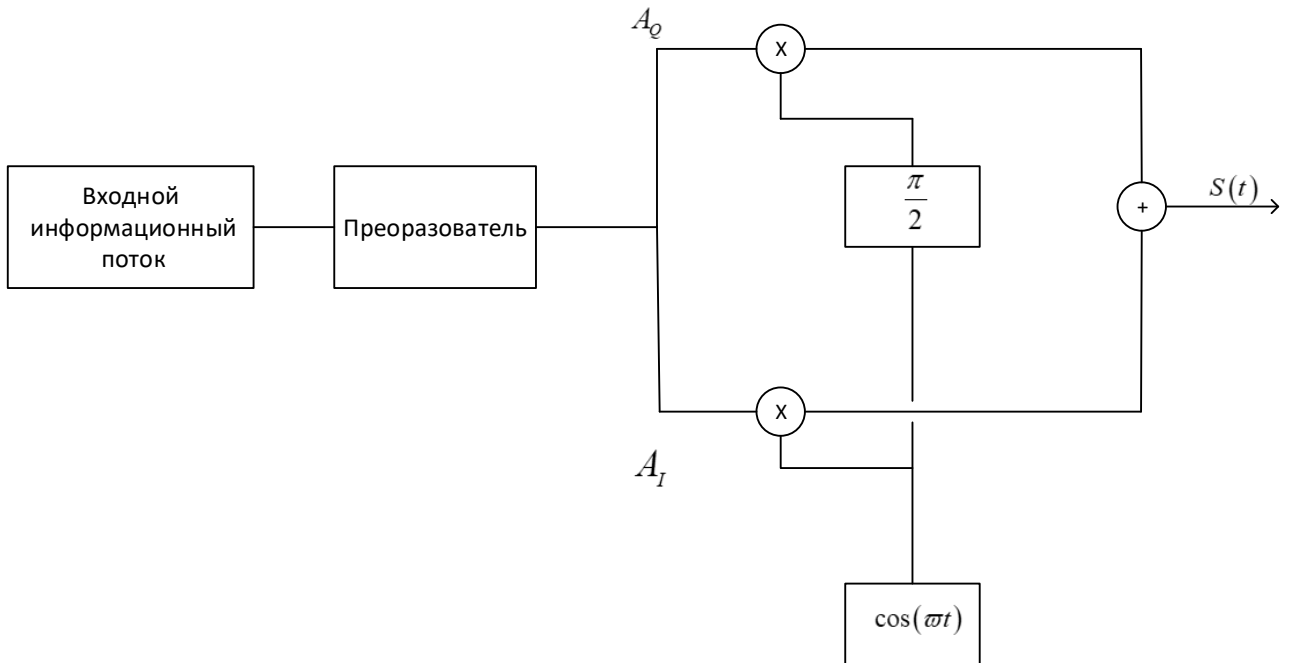 A_Q
X
Входной
информационный
поток
Преоразователь
π
2
+
S(t)
X
A_I
cos(ϖt)